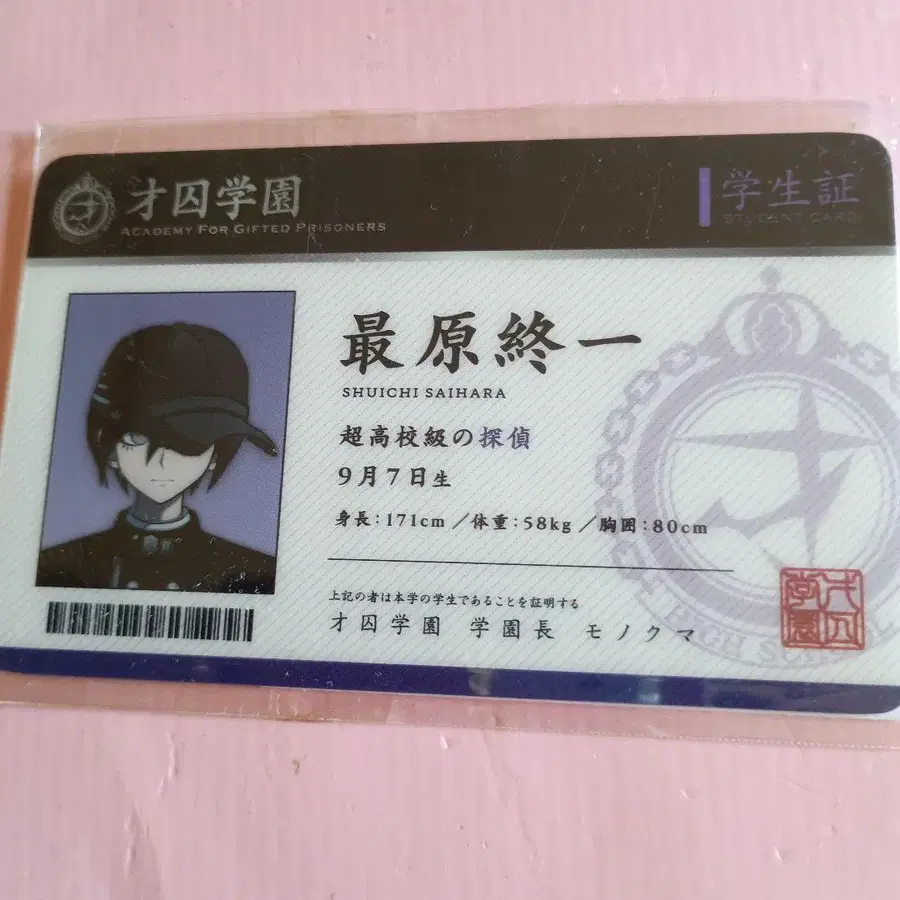 才囚学園
ACADEMY FOR GIFTED PRISONERS
学生証
STUDENT CARD
最原終一
SHUICHI SAIHARA
超高校級の探偵
9月7日生
身長:171cm／体重:58kg／胸囲:80cm
上記の者は本学の学生であることを証明する
才囚学園 学園長 モノクマ
才
HIGH SCHOOL